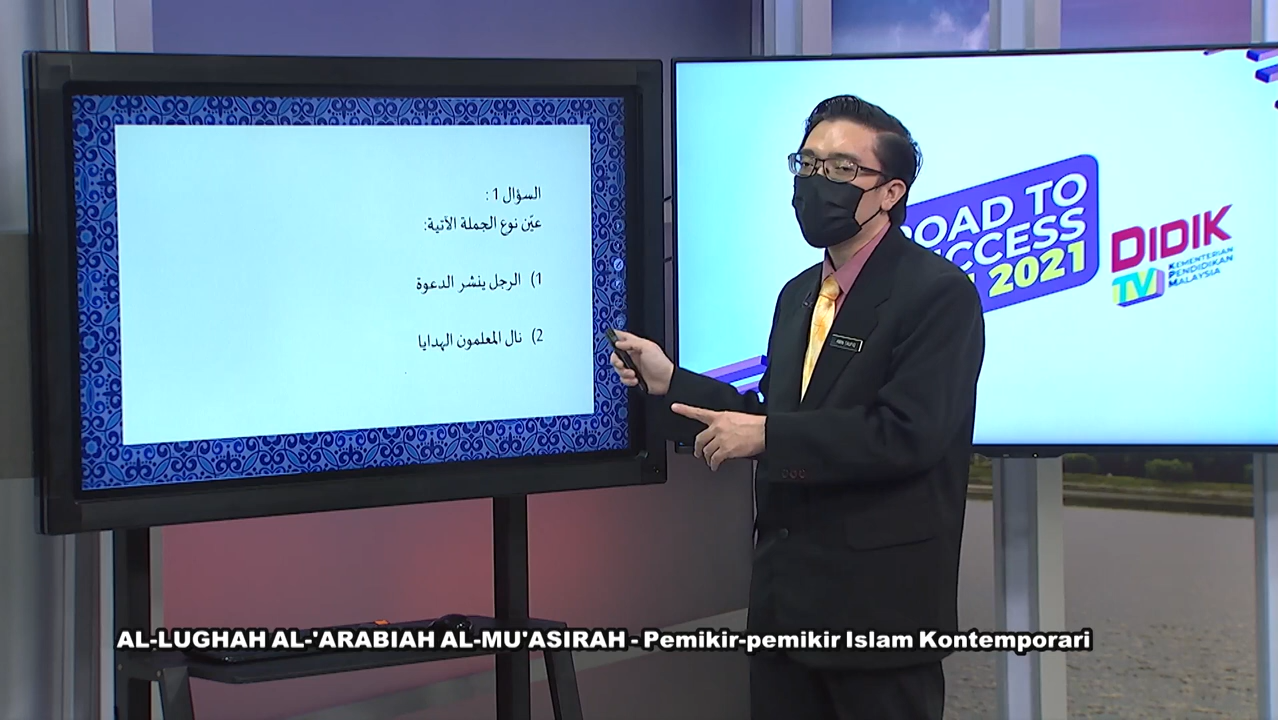 السؤال 1 :
عيّن نوع الجملة الآتية:
1) الرجل ينشر الدعوة
2) نال المعلمون الهدايا
ROAD TO
CCESS
2021
DIDIK
TV
KEMENTERIAN
PENDIDIKAN
MALAYSIA
AL-LUGHAH AL-'ARABIAH AL-MU'ASIRAH - Pemikir-pemikir Islam Kontemporari